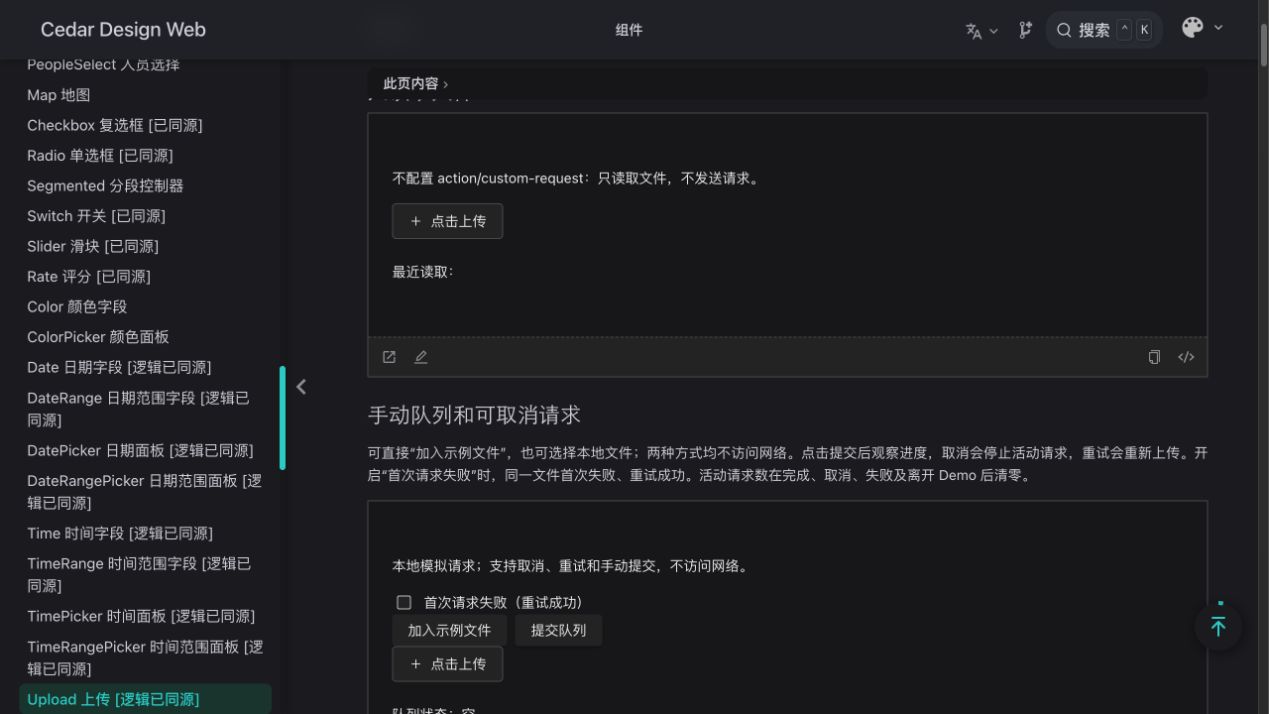 Cedar Design Web
组件
搜索
^
K
PeopleSelect 人员选择
Map 地图
Checkbox 复选框 [已同源]
Radio 单选框 [已同源]
Segmented 分段控制器
Switch 开关 [已同源]
Slider 滑块 [已同源]
Rate 评分 [已同源]
Color 颜色字段
ColorPicker 颜色面板
Date 日期字段 [逻辑已同源]
DateRange 日期范围字段 [逻辑已
同源]
DatePicker 日期面板 [逻辑已同源]
DateRangePicker 日期范围面板 [逻
辑已同源]
Time 时间字段 [逻辑已同源]
TimeRange 时间范围字段 [逻辑已
同源]
TimePicker 时间面板 [逻辑已同源]
TimeRangePicker 时间范围面板 [逻
辑已同源]
Upload 上传 [逻辑已同源]
此页内容 ›
不配置 action/custom-request：只读取文件，不发送请求。
+ 点击上传
最近读取：
手动队列和可取消请求
可直接“加入示例文件”，也可选择本地文件；两种方式均不访问网络。点击提交后观察进度，取消会停止活动请求，重试会重新上传。开
启“首次请求失败”时，同一文件首次失败、重试成功。活动请求数在完成、取消、失败及离开 Demo 后清零。
本地模拟请求；支持取消、重试和手动提交，不访问网络。
首次请求失败（重试成功）
加入示例文件 提交队列
+ 点击上传
队列状态：空